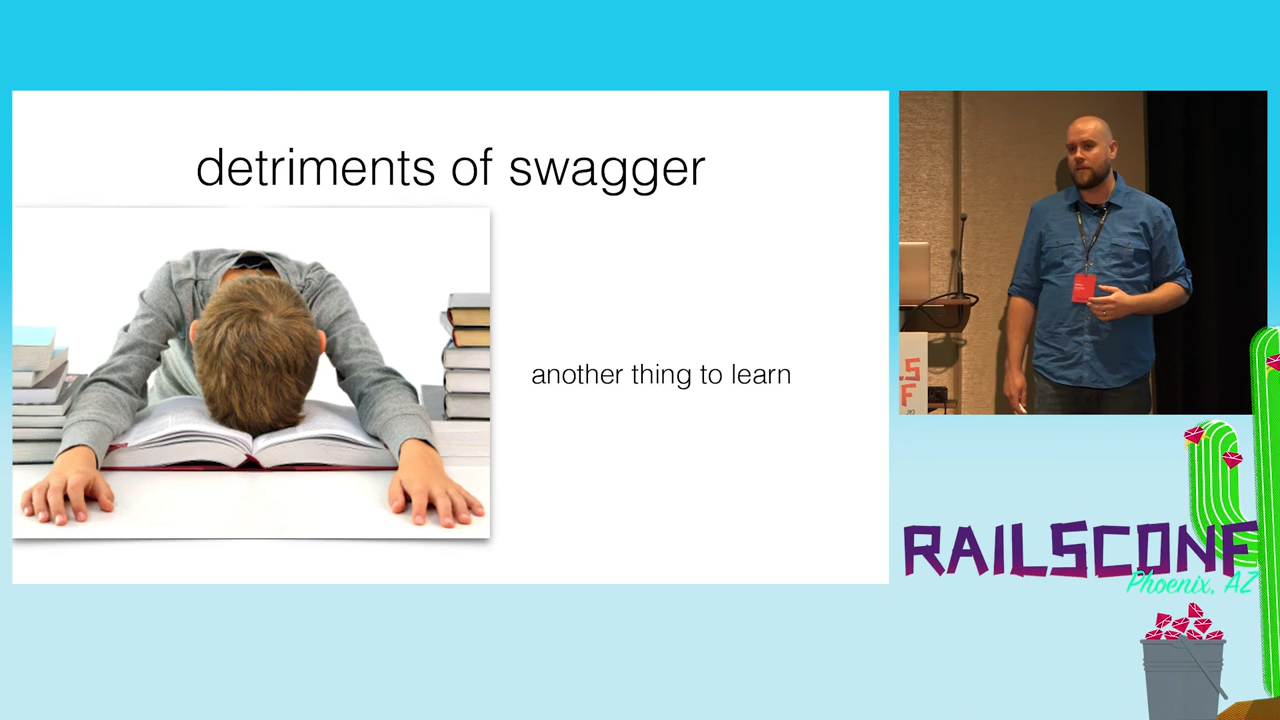 detriments of swagger
another thing to learn
RAILSCONF
Phoenix, AZ